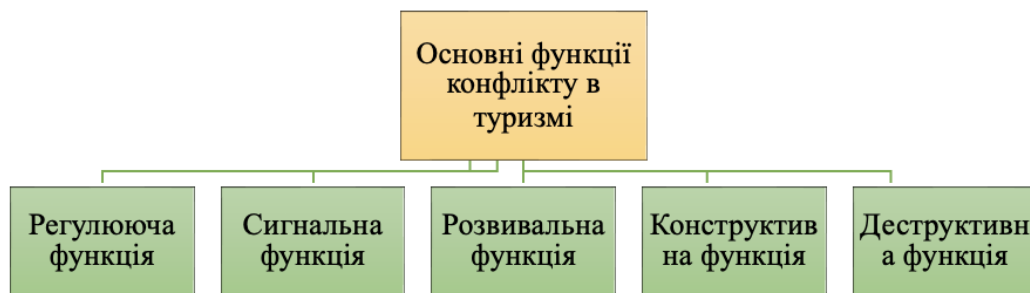 Основні функції
конфлікту в
туризмі
Регулююча
функція
Сигнальна
функція
Розвивальна
функція
Конструктив
на функція
Деструктивн
а функція